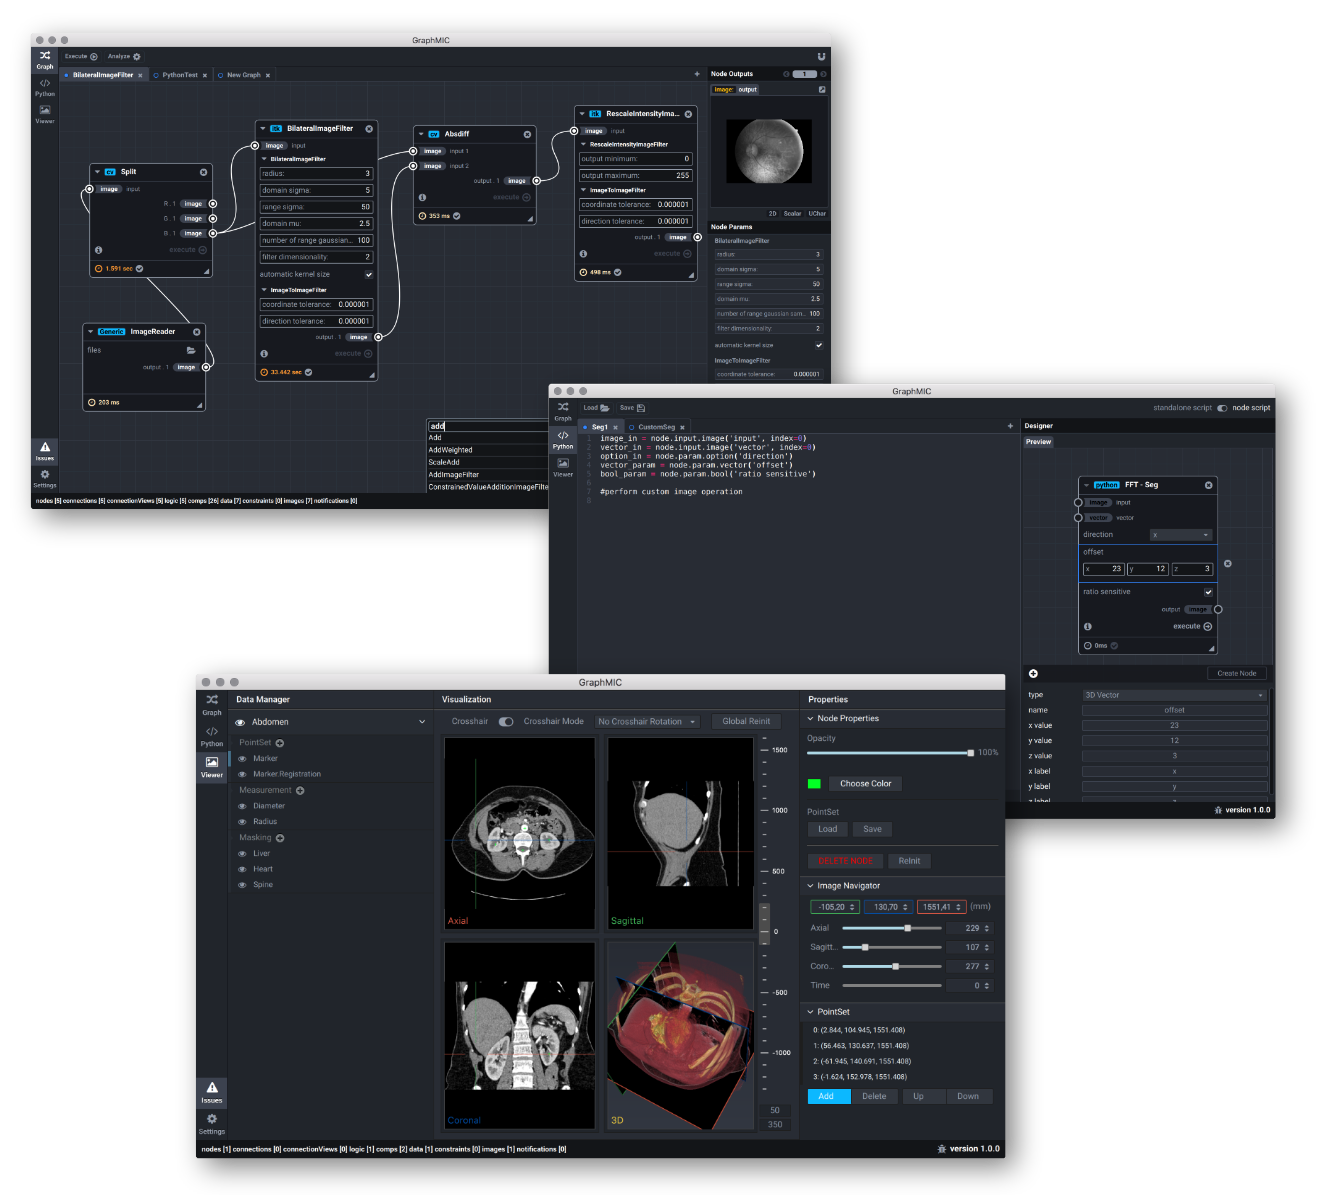 GraphMIC
Graph
Python
Viewer
Issues
Settings
Execute Analyze
BilateralImageFilter × PythonTest × New Graph × +
Split
cv
image input
R . 1 image
G . 1 image
B . 1 image
execute
1.591 sec
Generic ImageReader
files
output . 1 image
203 ms
itk BilateralImageFilter
image input
BilateralImageFilter
radius: 3
domain sigma: 5
range sigma: 50
domain mu: 2.5
number of range gaussian... 100
filter dimensionality: 2
automatic kernel size
ImageToImageFilter
coordinate tolerance: 0.000001
direction tolerance: 0.000001
output . 1 image
execute
33.442 sec
cv Absdiff
image input 1
image input 2
output . 1 image
execute
353 ms
itk RescaleIntensityIma...
image input
RescaleIntensityImageFilter
output minimum: 0
output maximum: 255
ImageToImageFilter
coordinate tolerance: 0.000001
direction tolerance: 0.000001
output . 1 image
execute
498 ms
add
Add
AddWeighted
ScaleAdd
AddImageFilter
ConstrainedValueAdditionImageFilte
Node Outputs 1
image: output
2D Scalar UChar
Node Params
BilateralImageFilter
radius: 3
domain sigma: 5
range sigma: 50
domain mu: 2.5
number of range gaussian sam... 100
filter dimensionality: 2
automatic kernel size
ImageToImageFilter
coordinate tolerance: 0.000001
nodes [5] connections [5] connectionViews [5] logic [5] comps [26] data [7] constraints [0] images [7] notifications [0]
GraphMIC
Graph
Python
Viewer
Load Save
standalone script node script
Seg1 × CustomSeg × +
1 image_in = node.input.image('input', index=0)
2 vector_in = node.input.image('vector', index=0)
3 option_in = node.param.option('direction')
4 vector_param = node.param.vector('offset')
5 bool_param = node.param.bool('ratio sensitive')
6
7 #perform custom image operation
8
Designer
Preview
python FFT - Seg
image input
vector vector
direction x
offset
x 23 y 12 z 3
ratio sensitive
output image
execute
0ms
Create Node
type 3D Vector
name offset
x value 23
y value 12
z value 3
x label x
y label y
z label z
version 1.0.0
GraphMIC
Graph
Python
Viewer
Issues
Settings
Data Manager
Abdomen
PointSet
Marker
Marker.Registration
Measurement
Diameter
Radius
Masking
Liver
Heart
Spine
Visualization
Crosshair Crosshair Mode No Crosshair Rotation Global Reinit
Axial
Sagittal
Coronal
3D
1500
1000
500
0
-500
-1000
50
350
Properties
Node Properties
Opacity
100%
Choose Color
PointSet
Load Save
DELETE NODE ReInit
Image Navigator
-105,20 130,70 1551,41 (mm)
Axial 229
Sagitt... 107
Coro... 277
Time 0
PointSet
0: (2.844, 104.945, 1551.408)
1: (56.463, 130.637, 1551.408)
2: (-61.945, 140.691, 1551.408)
3: (-1.624, 152.978, 1551.408)
Add Delete Up Down
nodes [1] connections [0] connectionViews [0] logic [1] comps [2] data [1] constraints [0] images [1] notifications [0]
version 1.0.0